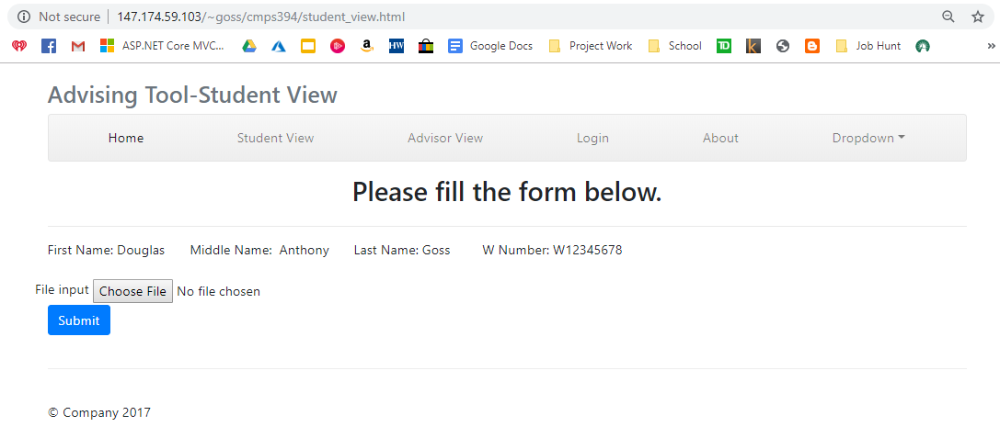 Not secure | 147.174.59.103/~goss/cmps394/student_view.html
ASP.NET Core MVC... HW Google Docs Project Work School TD k Job Hunt »
Advising Tool-Student View
Home Student View Advisor View Login About Dropdown
Please fill the form below.
First Name: Douglas Middle Name: Anthony Last Name: Goss W Number: W12345678
File input Choose File No file chosen
Submit
© Company 2017